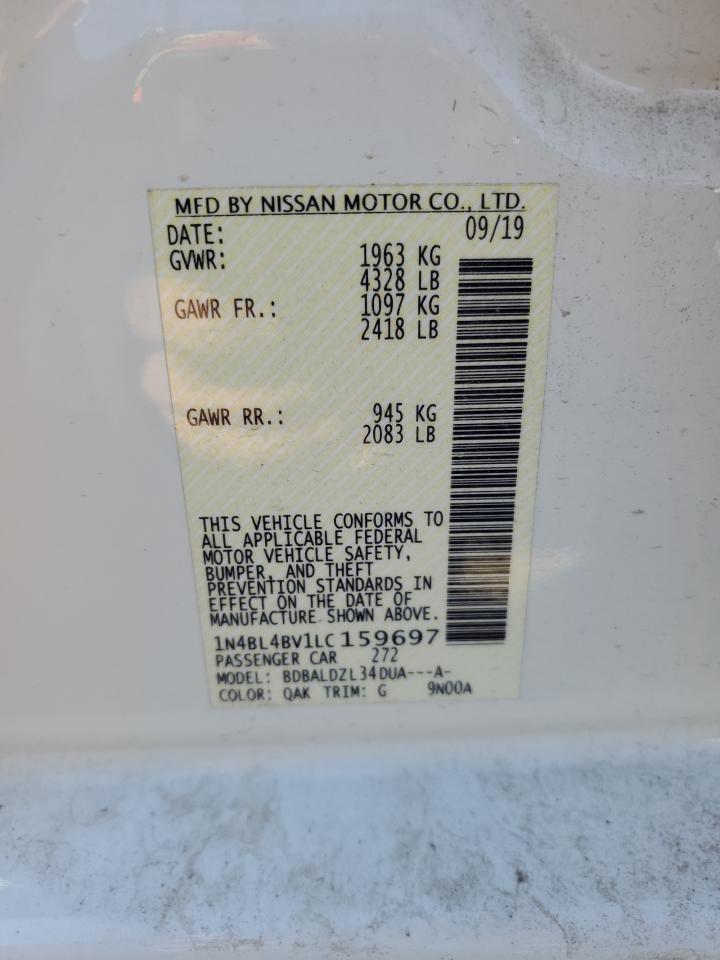 MFD BY NISSAN MOTOR CO., LTD.
DATE: 09/19
GVWR: 1963 KG
4328 LB
GAWR FR.: 1097 KG
2418 LB
GAWR RR.: 945 KG
2083 LB
THIS VEHICLE CONFORMS TO
ALL APPLICABLE FEDERAL
MOTOR VEHICLE SAFETY,
BUMPER, AND THEFT
PREVENTION STANDARDS IN
EFFECT ON THE DATE OF
MANUFACTURE SHOWN ABOVE.
1N4BL4BV1LC159697
PASSENGER CAR 272
MODEL: BDBALDZL34DUA---A-
COLOR: QAK TRIM: G 9N00A